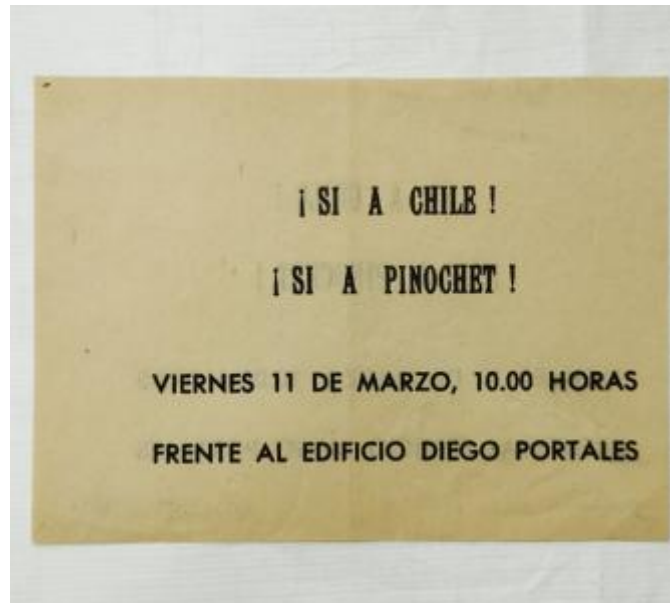 ¡ SI A CHILE !
¡ SI A PINOCHET !
VIERNES 11 DE MARZO, 10.00 HORAS
FRENTE AL EDIFICIO DIEGO PORTALES